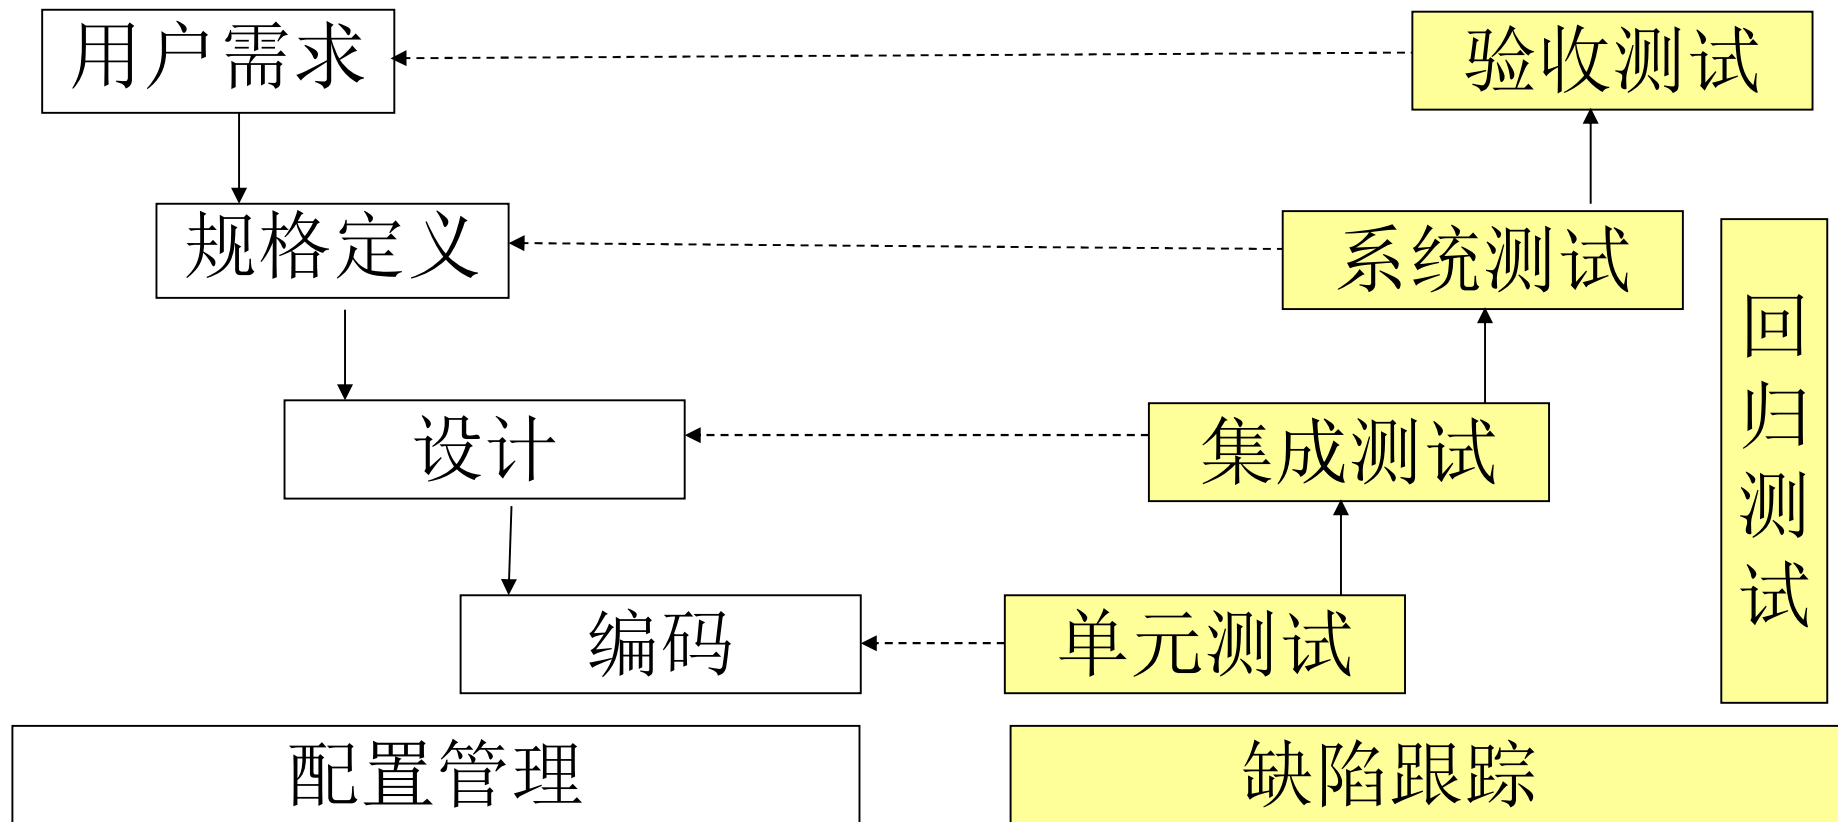 用户需求
验收测试
规格定义
系统测试
设计
集成测试
编码
单元测试
回归测试
配置管理
缺陷跟踪